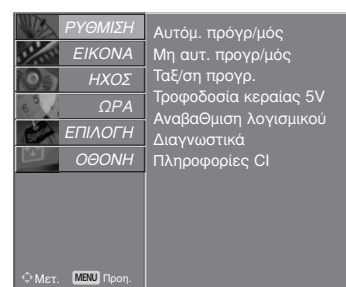 ΡΥΘΜΙΣΗ
ΕΙΚΟΝΑ
ΗΧΟΣ
ΩΡΑ
ΕΠΙΛΟΓΗ
ΟΘΟΝΗ
Αυτόμ. πρόγρ/μός
Μη αυτ. προγρ/μός
Ταξ/ση προγρ.
Τροφοδοσία κεραίας 5V
ΑναβαΘμιση λογισμικού
Διαγνωστικά
Πληροφορίες CI
Μετ. MENU Προη.